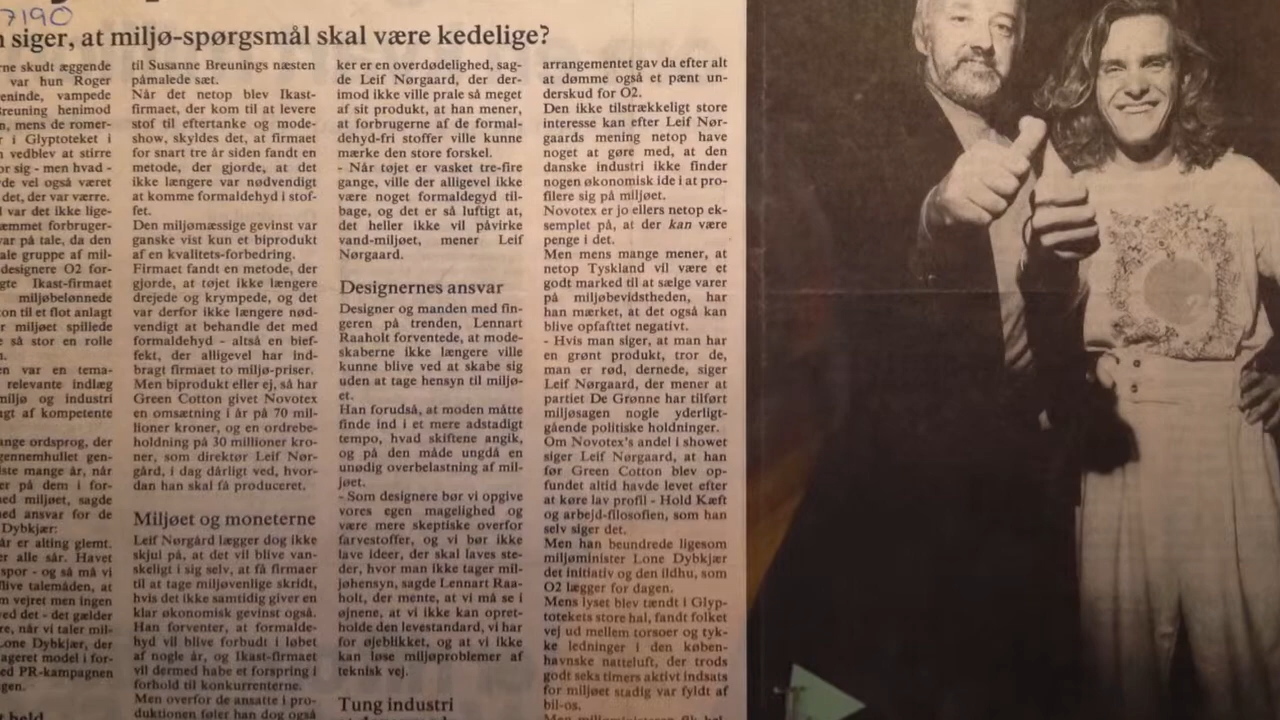 7190
siger, at miljø-spørgsmål skal være kedelige?
rne skudt æggende
var hun Roger
eninde, vampede
Breuning henimod
n, mens de romer-
r i Glyptoteket i
n vedblev at stirre
or sig - men hvad -
rde vel også været
det, der var værre.
l var det ikke lige-
emmet forbruger-
var på tale, da den
ale gruppe af mil-
designere O2 for-
gte Ikast-firmaet
miljøbelønnede
ton til et flot anlagt
r miljøet spillede
e så stor en rolle
n.
en var en tema-
relevante indlæg
miljø og industri
agt af kompetente
ange ordsprog, der
gennemhullet gen-
iste mange år, når
er på dem i for-
ned miljøet, sagde
ned ansvar for de
Dybkjær:
år er alting glemt.
er alle sår. Havet
spor - og så må vi
flive talemåden, at
m vejret men ingen
ved det - det gælder
re, når vi taler mil-
Lone Dybkjær, der
ageret model i for-
ed PR-kampagnen
gen.
til Susanne Breunings næsten
påmalede sæt.
Når det netop blev Ikast-
firmaet, der kom til at levere
stof til eftertanke og mode-
show, skyldes det, at firmaet
for snart tre år siden fandt en
metode, der gjorde, at det
ikke længere var nødvendigt
at komme formaldehyd i stof-
fet.
Den miljømæssige gevinst var
ganske vist kun et biprodukt
af en kvalitets-forbedring.
Firmaet fandt en metode, der
gjorde, at tøjet ikke længere
drejede og krympede, og det
var derfor ikke længere nød-
vendigt at behandle det med
formaldehyd - altså en bief-
fekt, der alligevel har ind-
bragt firmaet to miljø-priser.
Men biprodukt eller ej, så har
Green Cotton givet Novotex
en omsætning i år på 70 mil-
lioner kroner, og en ordrebe-
holdning på 30 millioner kro-
ner, som direktør Leif Nør-
gård, i dag dårligt ved, hvor-
dan han skal få produceret.
Miljøet og moneterne
Leif Nørgård lægger dog ikke
skjul på, at det vil blive van-
skeligt i sig selv, at få firmaer
til at tage miljøvenlige skridt,
hvis det ikke samtidig giver en
klar økonomisk gevinst også.
Han forventer, at formalde-
hyd vil blive forbudt i løbet
af nogle år, og Ikast-firmaet
vil dermed habe et forspring i
forhold til konkurrenterne.
Men overfor de ansatte i pro-
duktionen føler han dog også
ker er en overdødelighed, sag-
de Leif Nørgaard, der der-
imod ikke ville prale så meget
af sit produkt, at han mener,
at forbrugerne af de formal-
dehyd-fri stoffer ville kunne
mærke den store forskel.
- Når tøjet er vasket tre-fire
gange, ville der alligevel ikke
være noget formaldegyd til-
bage, og det er så luftigt at,
det heller ikke vil påvirke
vand-miljøet, mener Leif
Nørgaard.
Designernes ansvar
Designer og manden med fin-
geren på trenden, Lennart
Raaholt forventede, at mode-
skaberne ikke længere ville
kunne blive ved at skabe sig
uden at tage hensyn til miljø-
et.
Han forudså, at moden måtte
finde ind i et mere adstadigt
tempo, hvad skiftene angik,
og på den måde ungdå en
unødig overbelastning af mil-
jøet.
- Som designere bør vi opgive
vores egen magelighed og
være mere skeptiske overfor
farvestoffer, og vi bør ikke
lave ideer, der skal laves ste-
der, hvor man ikke tager mil-
jøhensyn, sagde Lennart Raa-
holt, der mente, at vi må se i
øjnene, at vi ikke kan opret-
holde den levestandard, vi har
for øjeblikket, og at vi ikke
kan løse miljøproblemer af
teknisk vej.
Tung industri
arrangementet gav da efter alt
at dømme også et pænt un-
derskud for O2.
Den ikke tilstrækkeligt store
interesse kan efter Leif Nør-
gaards mening netop have
noget at gøre med, at den
danske industri ikke finder
nogen økonomisk ide i at pro-
filere sig på miljøet.
Novotex er jo ellers netop ek-
semplet på, at der kan være
penge i det.
Men mens mange mener, at
netop Tyskland vil være et
godt marked til at sælge varer
på miljøbevidstheden, har
han mærket, at det også kan
blive opfafttet negativt.
- Hvis man siger, at man har
en grønt produkt, tror de,
man er rød, dernede, siger
Leif Nørgaard, der mener at
partiet De Grønne har tilført
miljøsagen nogle yderligt-
gående politiske holdninger.
Om Novotex's andel i showet
siger Leif Nørgaard, at han
før Green Cotton blev op-
fundet altid havde levet efter
at køre lav profil - Hold Kæft
og arbejd-filosofien, som han
selv siger det.
Men han beundrede ligesom
miljøminister Lone Dybkjær
det initiativ og den ildhu, som
O2 lægger for dagen.
Mens lyset blev tændt i Glyp-
totekets store hal, fandt folket
vej ud mellem torsoer og tyk-
ke ledninger i den køben-
havnske natteluft, der trods
godt seks timers aktivt indsats
for miljøet stadig var fyldt af
bil-os.